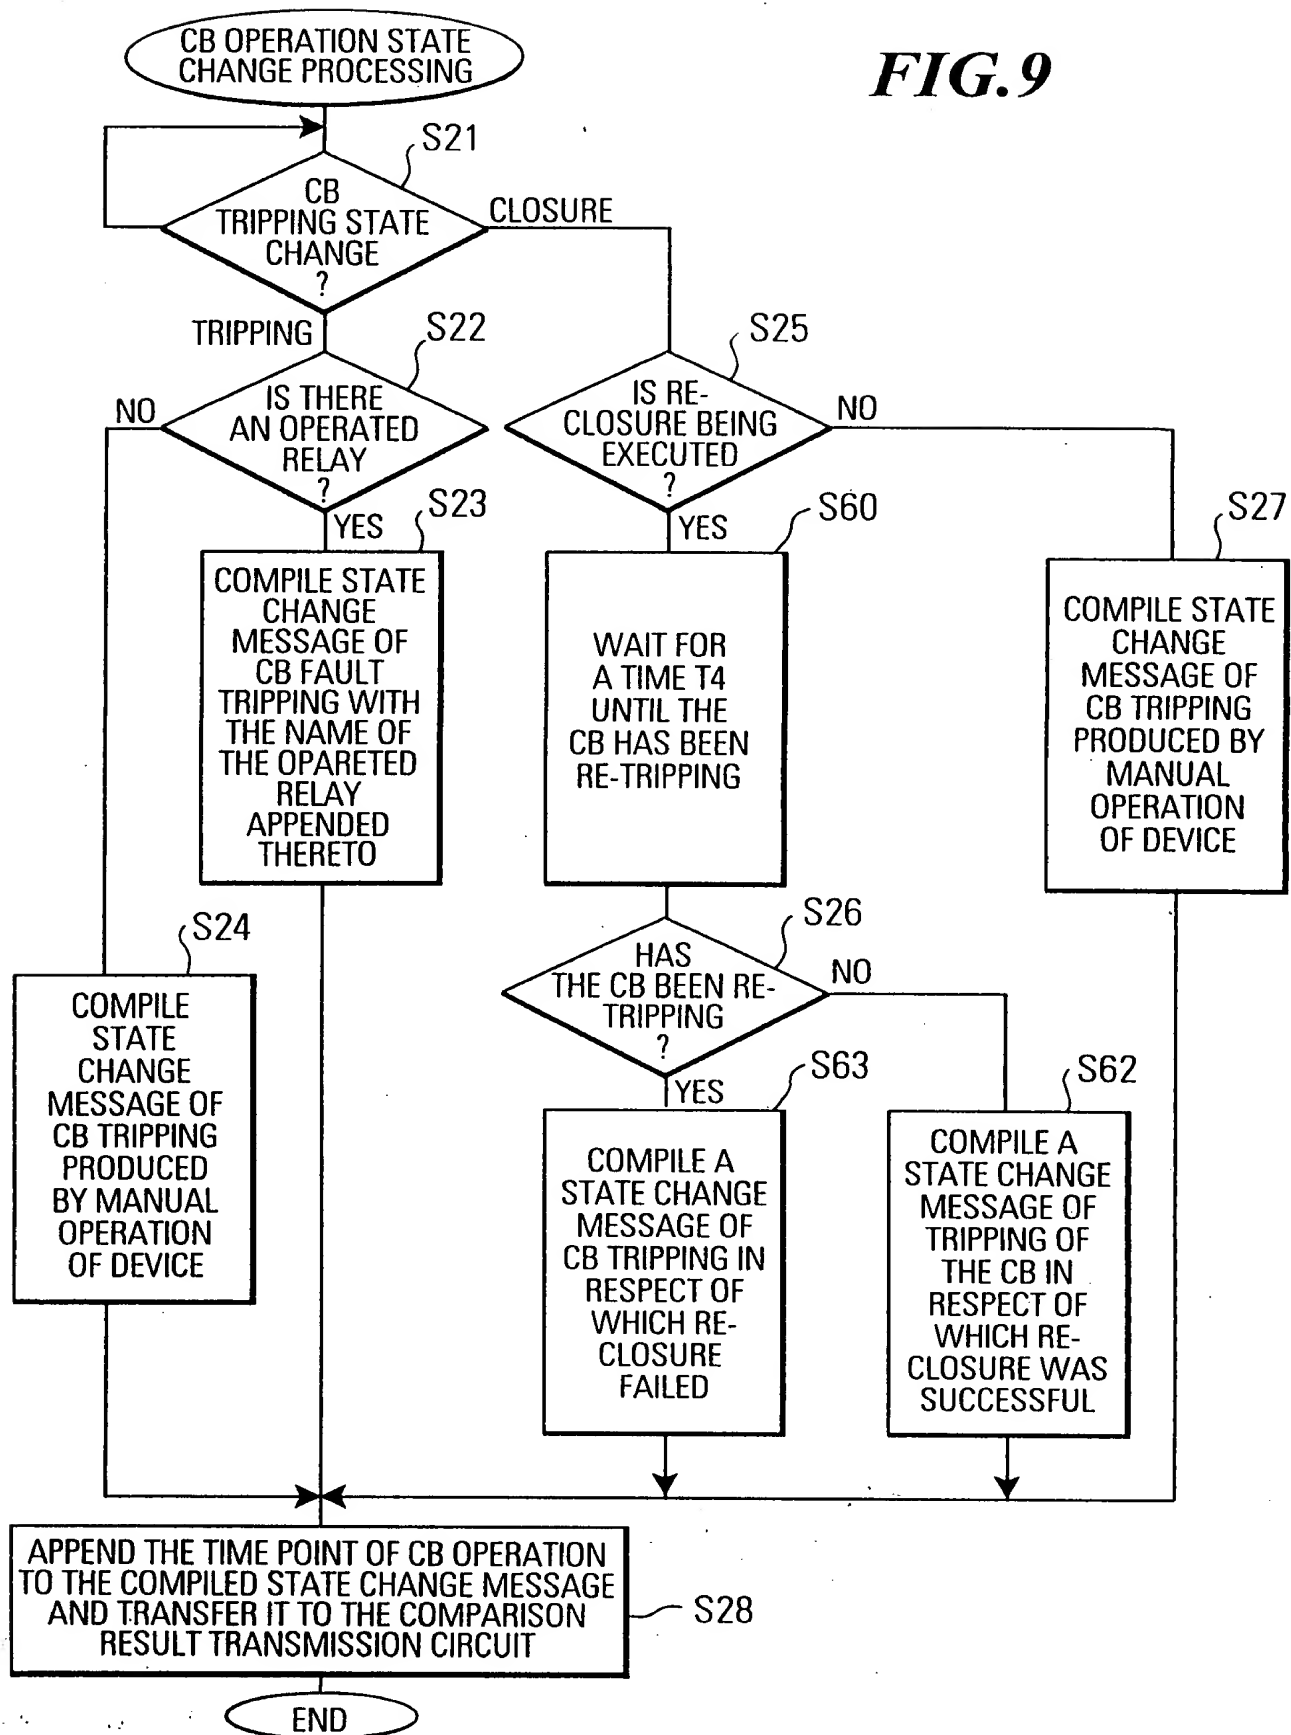 CB OPERATION STATE
CHANGE PROCESSING
FIG.9
S21
CB
TRIPPING STATE
CHANGE
?
CLOSURE
TRIPPING
S22
IS THERE
AN OPERATED
RELAY
?
NO
YES
S25
IS RE-
CLOSURE BEING
EXECUTED
?
NO
YES
S23
COMPILE STATE
CHANGE
MESSAGE OF
CB FAULT
TRIPPING WITH
THE NAME OF
THE OPARETED
RELAY
APPENDED
THERETO
S60
WAIT FOR
A TIME T4
UNTIL THE
CB HAS BEEN
RE-TRIPPING
S27
COMPILE STATE
CHANGE
MESSAGE OF
CB TRIPPING
PRODUCED BY
MANUAL
OPERATION
OF DEVICE
S24
COMPILE
STATE
CHANGE
MESSAGE OF
CB TRIPPING
PRODUCED
BY MANUAL
OPERATION
OF DEVICE
S26
HAS
THE CB BEEN RE-
TRIPPING
?
NO
YES
S63
COMPILE A
STATE CHANGE
MESSAGE OF
CB TRIPPING IN
RESPECT OF
WHICH RE-
CLOSURE
FAILED
S62
COMPILE A
STATE CHANGE
MESSAGE OF
TRIPPING OF
THE CB IN
RESPECT OF
WHICH RE-
CLOSURE WAS
SUCCESSFUL
APPEND THE TIME POINT OF CB OPERATION
TO THE COMPILED STATE CHANGE MESSAGE
AND TRANSFER IT TO THE COMPARISON
RESULT TRANSMISSION CIRCUIT
S28
END